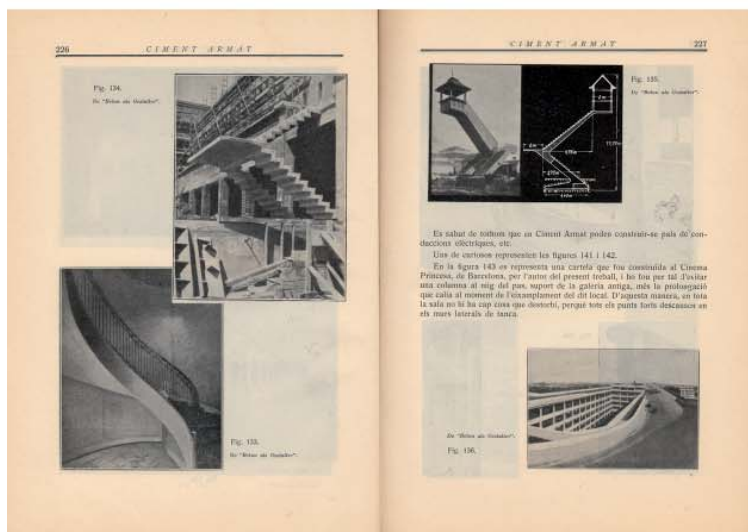 226
CIMENT ARMAT
Fig. 134.
De "Beton als Gestalter".
Fig. 133.
De "Beton als Gestalter".
CIMENT ARMAT
227
Fig. 135.
De "Beton als Gestalter".
Es sabut de tothom que en Ciment Armat poden construir-se pals de con-
duccions elèctriques, etc.
Uns de curiosos representen les figures 141 i 142.
En la figura 143 es representa una cartela que fou construïda al Cinema
Princesa, de Barcelona, per l'autor del present treball, i ho fou per tal d'evitar
una columna al mig del pas, suport de la galeria antiga, més la prolongació
que calia al moment de l'eixamplament del dit local. D'aquesta manera, en tota
la sala no hi ha cap cosa que destorbi, perquè tots els punts forts descansen en
els murs laterals de tanca.
De "Beton als Gestalter".
Fig. 136.